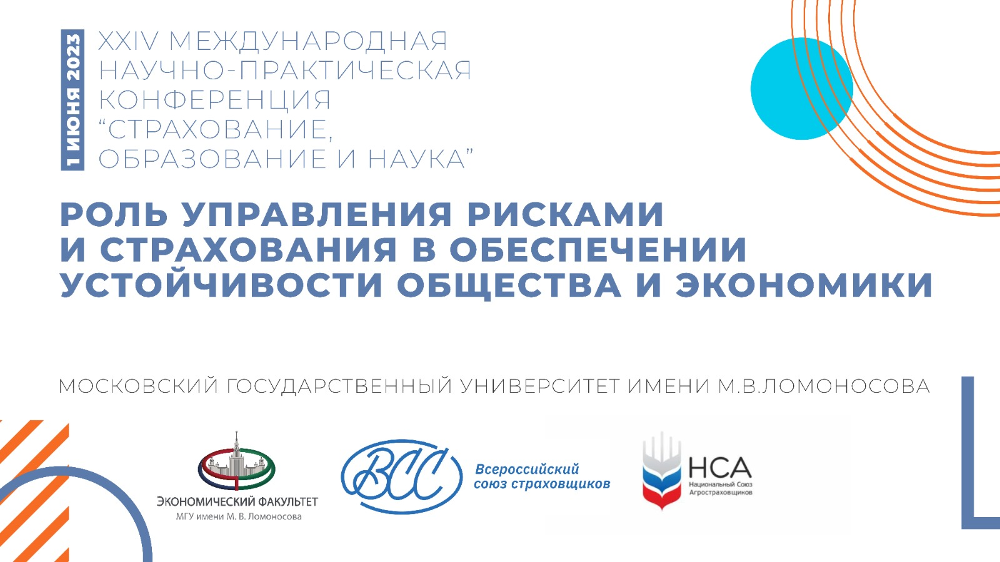 1 ИЮНЯ 2023
XXIV МЕЖДУНАРОДНАЯ
НАУЧНО-ПРАКТИЧЕСКАЯ
КОНФЕРЕНЦИЯ
“СТРАХОВАНИЕ,
ОБРАЗОВАНИЕ И НАУКА”
РОЛЬ УПРАВЛЕНИЯ РИСКАМИ
И СТРАХОВАНИЯ В ОБЕСПЕЧЕНИИ
УСТОЙЧИВОСТИ ОБЩЕСТВА И ЭКОНОМИКИ
МОСКОВСКИЙ ГОСУДАРСТВЕННЫЙ УНИВЕРСИТЕТ ИМЕНИ М.В.ЛОМОНОСОВА
ЭКОНОМИЧЕСКИЙ ФАКУЛЬТЕТ
МГУ имени М. В. Ломоносова
ВСС
Всероссийский
союз страховщиков
НСА
Национальный Союз
Агростраховщиков